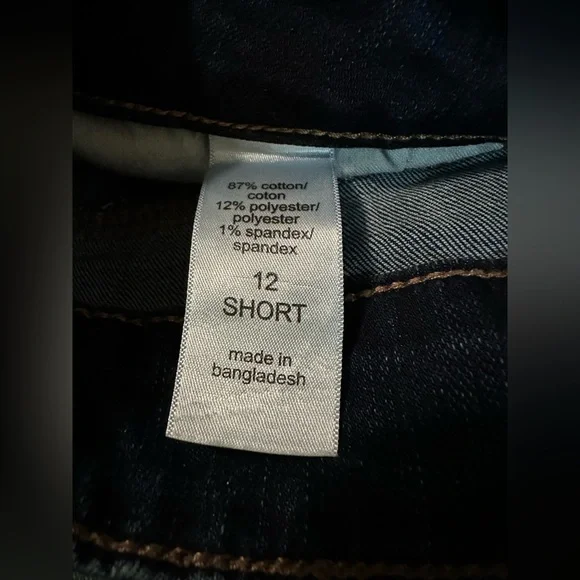 87% cotton/
coton
12% polyester/
polyester
1% spandex/
spandex
12
SHORT
made in
bangladesh